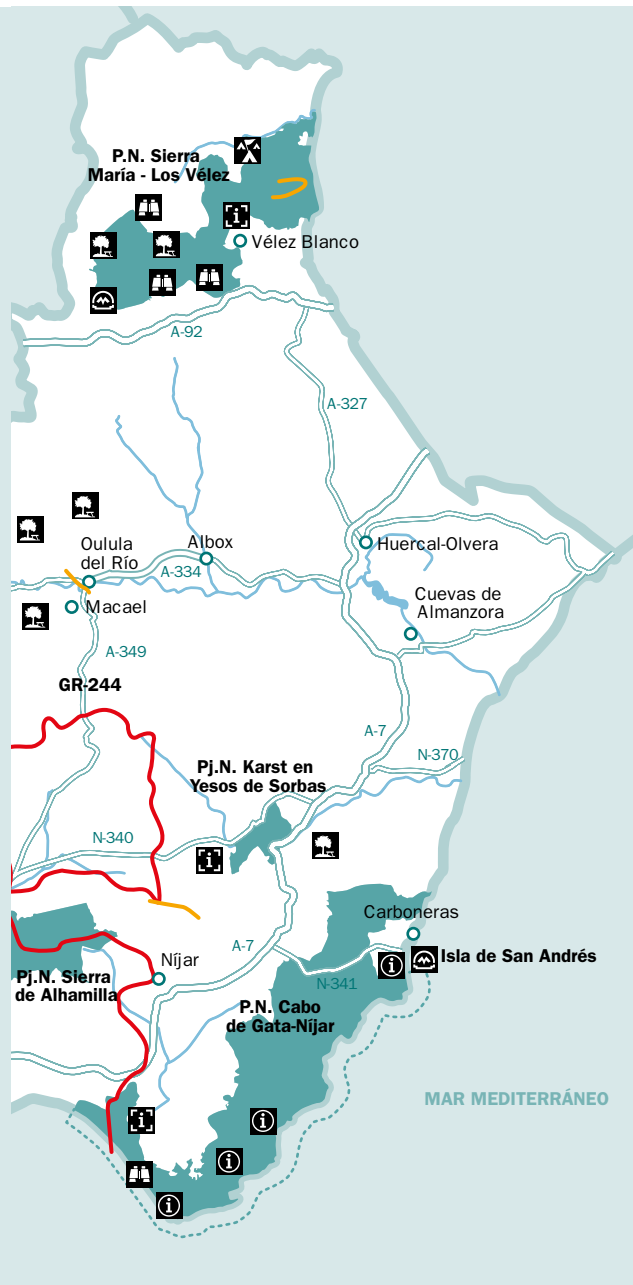 P.N. Sierra
María - Los Vélez
Vélez Blanco
A-92
A-327
Oulula
del Río
Albox
Huercal-Olvera
A-334
Cuevas de
Almanzora
Macael
A-349
GR-244
A-7
N-370
Pj.N. Karst en
Yesos de Sorbas
N-340
Carboneras
A-7
Isla de San Andrés
Níjar
Pj.N. Sierra
de Alhamilla
N-341
P.N. Cabo
de Gata-Níjar
MAR MEDITERRÁNEO